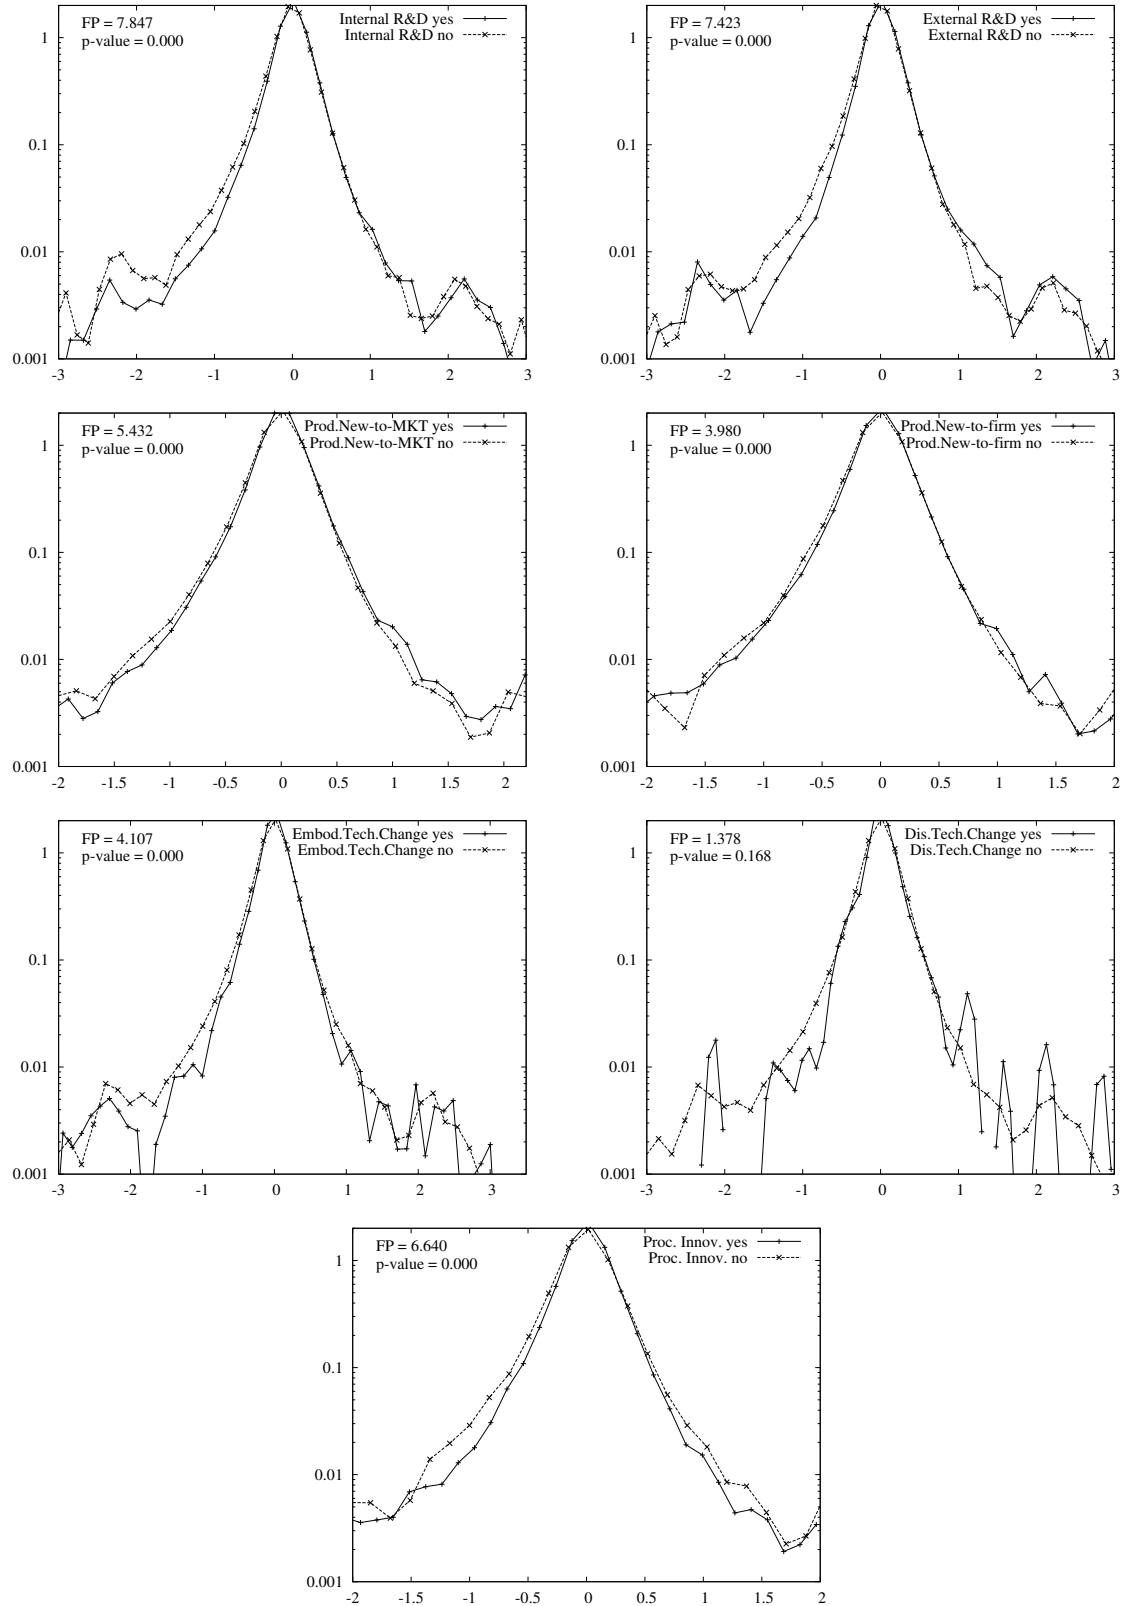 FP = 7.847
p-value = 0.000
Internal R&D yes
Internal R&D no
1
0.1
0.01
0.001
-3 -2 -1 0 1 2 3
FP = 7.423
p-value = 0.000
External R&D yes
External R&D no
1
0.1
0.01
0.001
-3 -2 -1 0 1 2 3
FP = 5.432
p-value = 0.000
Prod.New-to-MKT yes
Prod.New-to-MKT no
1
0.1
0.01
0.001
-2 -1.5 -1 -0.5 0 0.5 1 1.5 2
FP = 3.980
p-value = 0.000
Prod.New-to-firm yes
Prod.New-to-firm no
1
0.1
0.01
0.001
-2 -1.5 -1 -0.5 0 0.5 1 1.5 2
FP = 4.107
p-value = 0.000
Embod.Tech.Change yes
Embod.Tech.Change no
1
0.1
0.01
0.001
-3 -2 -1 0 1 2 3
FP = 1.378
p-value = 0.168
Dis.Tech.Change yes
Dis.Tech.Change no
1
0.1
0.01
0.001
-3 -2 -1 0 1 2 3
FP = 6.640
p-value = 0.000
Proc. Innov. yes
Proc. Innov. no
1
0.1
0.01
0.001
-2 -1.5 -1 -0.5 0 0.5 1 1.5 2